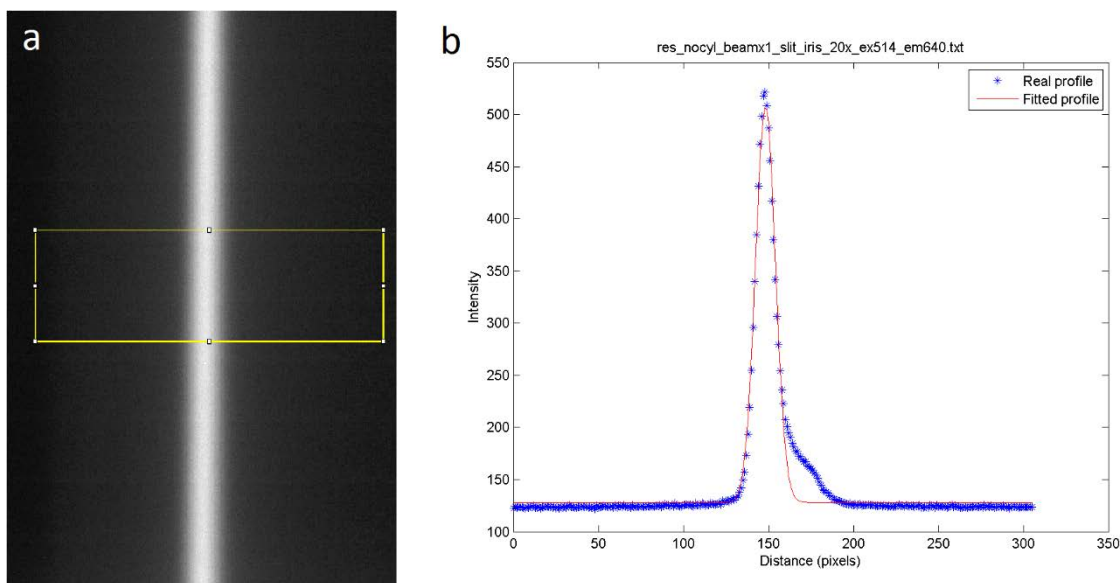 a
b
res_nocyl_beamx1_slit_iris_20x_ex514_em640.txt
Real profile
Fitted profile
550
500
450
400
350
300
250
200
150
100
Intensity
0 50 100 150 200 250 300 350
Distance (pixels)